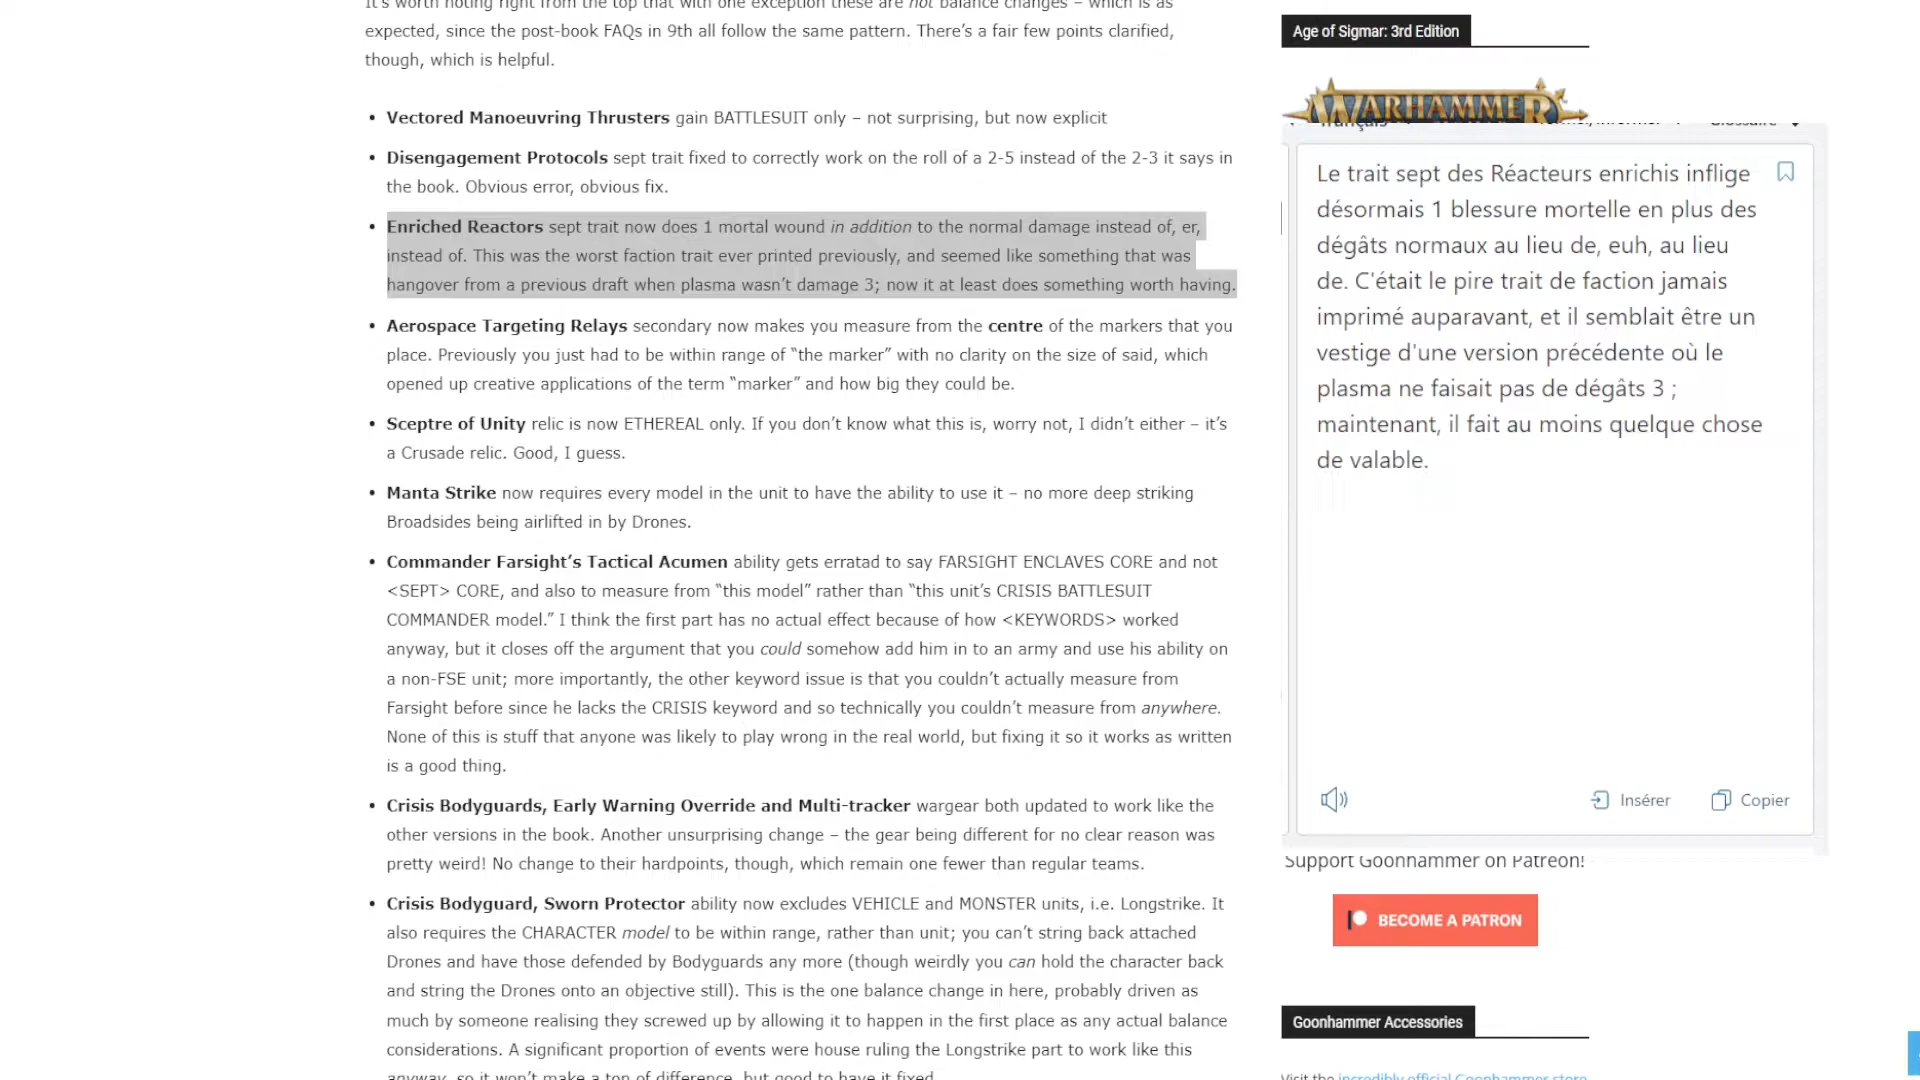 It's worth noting right from the top that with one exception these are not balance changes – which is as
expected, since the post-book FAQs in 9th all follow the same pattern. There's a fair few points clarified,
though, which is helpful.
• Vectored Manoeuvring Thrusters gain BATTLESUIT only – not surprising, but now explicit
• Disengagement Protocols sept trait fixed to correctly work on the roll of a 2-5 instead of the 2-3 it says in
the book. Obvious error, obvious fix.
• Enriched Reactors sept trait now does 1 mortal wound in addition to the normal damage instead of, er,
instead of. This was the worst faction trait ever printed previously, and seemed like something that was
hangover from a previous draft when plasma wasn't damage 3; now it at least does something worth having.
• Aerospace Targeting Relays secondary now makes you measure from the centre of the markers that you
place. Previously you just had to be within range of “the marker” with no clarity on the size of said, which
opened up creative applications of the term “marker” and how big they could be.
• Sceptre of Unity relic is now ETHEREAL only. If you don't know what this is, worry not, I didn't either – it's
a Crusade relic. Good, I guess.
• Manta Strike now requires every model in the unit to have the ability to use it – no more deep striking
Broadsides being airlifted in by Drones.
• Commander Farsight's Tactical Acumen ability gets erratad to say FARSIGHT ENCLAVES CORE and not
<SEPT> CORE, and also to measure from “this model” rather than “this unit's CRISIS BATTLESUIT
COMMANDER model.” I think the first part has no actual effect because of how <KEYWORDS> worked
anyway, but it closes off the argument that you could somehow add him in to an army and use his ability on
a non-FSE unit; more importantly, the other keyword issue is that you couldn't actually measure from
Farsight before since he lacks the CRISIS keyword and so technically you couldn't measure from anywhere.
None of this is stuff that anyone was likely to play wrong in the real world, but fixing it so it works as written
is a good thing.
• Crisis Bodyguards, Early Warning Override and Multi-tracker wargear both updated to work like the
other versions in the book. Another unsurprising change – the gear being different for no clear reason was
pretty weird! No change to their hardpoints, though, which remain one fewer than regular teams.
• Crisis Bodyguard, Sworn Protector ability now excludes VEHICLE and MONSTER units, i.e. Longstrike. It
also requires the CHARACTER model to be within range, rather than unit; you can't string back attached
Drones and have those defended by Bodyguards any more (though weirdly you can hold the character back
and string the Drones onto an objective still). This is the one balance change in here, probably driven as
much by someone realising they screwed up by allowing it to happen in the first place as any actual balance
considerations. A significant proportion of events were house ruling the Longstrike part to work like this
anyway, so it won't make a ton of difference, but good to have it fixed.
Age of Sigmar: 3rd Edition
WARHAMMER
français
Glossaire
Le trait sept des Réacteurs enrichis inflige
désormais 1 blessure mortelle en plus des
dégâts normaux au lieu de, euh, au lieu
de. C'était le pire trait de faction jamais
imprimé auparavant, et il semblait être un
vestige d'une version précédente où le
plasma ne faisait pas de dégâts 3 ;
maintenant, il fait au moins quelque chose
de valable.
Insérer
Copier
Support Goonhammer on Patreon!
BECOME A PATRON
Goonhammer Accessories
Visit the incredibly official Goonhammer store